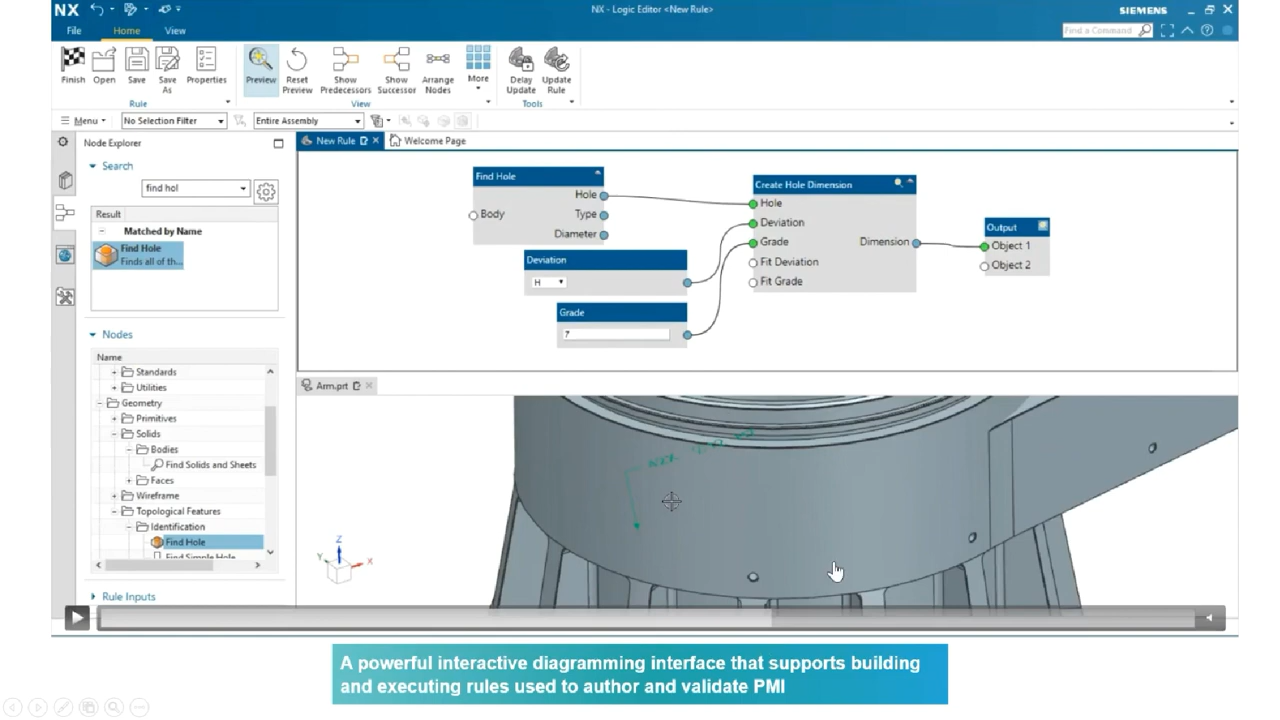 NX
NX - Logic Editor <New Rule>
SIEMENS
File Home View
Find a Command
Finish Open Save Save As Properties
Preview Reset Preview Show Predecessors Show Successor Arrange Nodes More
Delay Update Update Rule
Rule View Tools
Menu No Selection Filter Entire Assembly
Node Explorer
New Rule Welcome Page
Search
find hol
Result
Matched by Name
Find Hole
Finds all of th...
Nodes
Name
Standards
Utilities
Geometry
Primitives
Solids
Bodies
Find Solids and Sheets
Faces
Wireframe
Topological Features
Identification
Find Hole
Find Simple Hole
Rule Inputs
Find Hole
Hole
Body Type
Diameter
Deviation
H
Grade
7
Create Hole Dimension
Hole
Deviation
Grade Dimension
Fit Deviation
Fit Grade
Output
Object 1
Object 2
Arm.prt
Z
Y X
A powerful interactive diagramming interface that supports building
and executing rules used to author and validate PMI